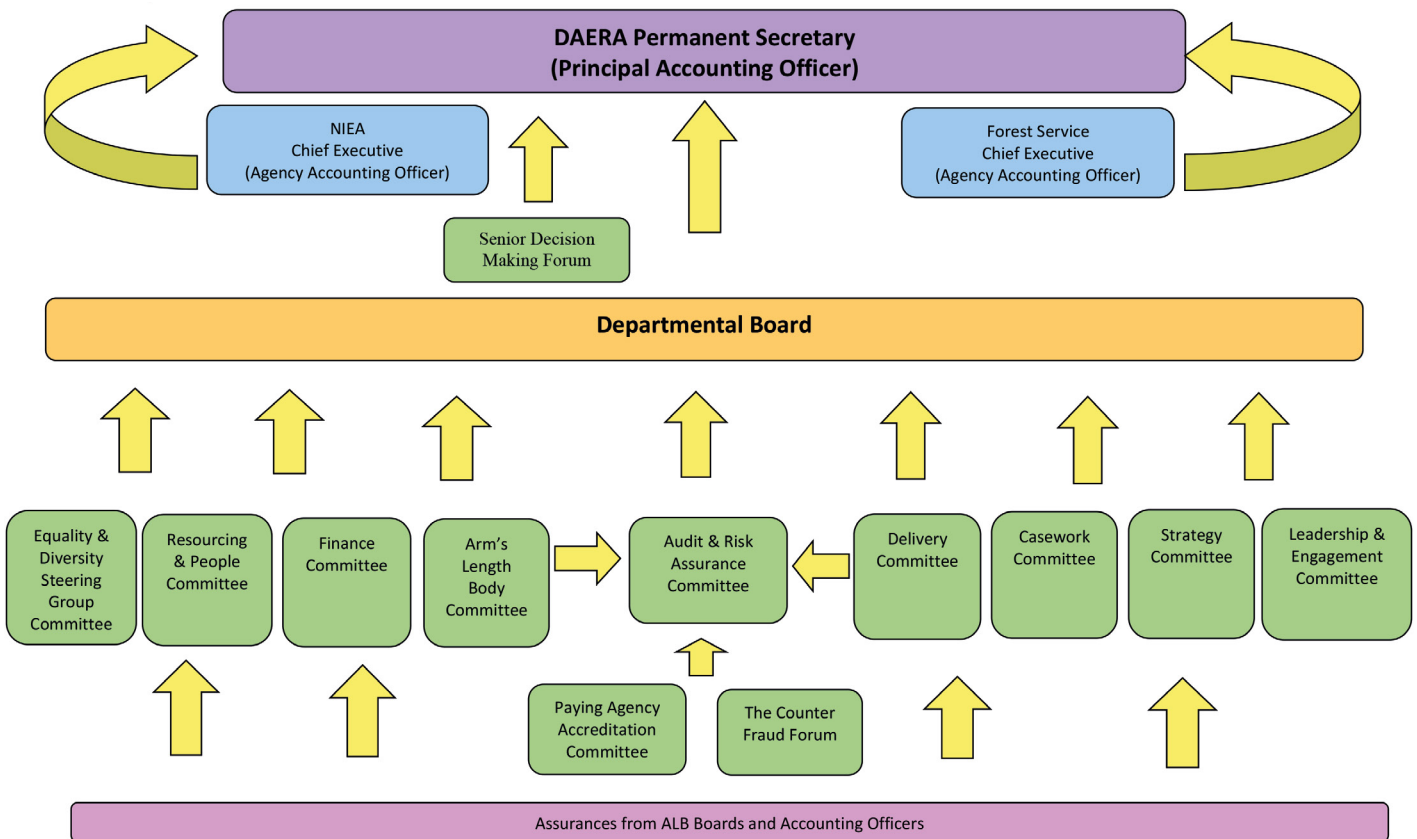 DAERA Permanent Secretary
(Principal Accounting Officer)
NIEA
Chief Executive
(Agency Accounting Officer)
Forest Service
Chief Executive
(Agency Accounting Officer)
Senior Decision
Making Forum
Departmental Board
Equality &
Diversity
Steering
Group
Committee
Resourcing
& People
Committee
Finance
Committee
Arm's
Length
Body
Committee
Audit & Risk
Assurance
Committee
Delivery
Committee
Casework
Committee
Strategy
Committee
Leadership &
Engagement
Committee
Paying Agency
Accreditation
Committee
The Counter
Fraud Forum
Assurances from ALB Boards and Accounting Officers